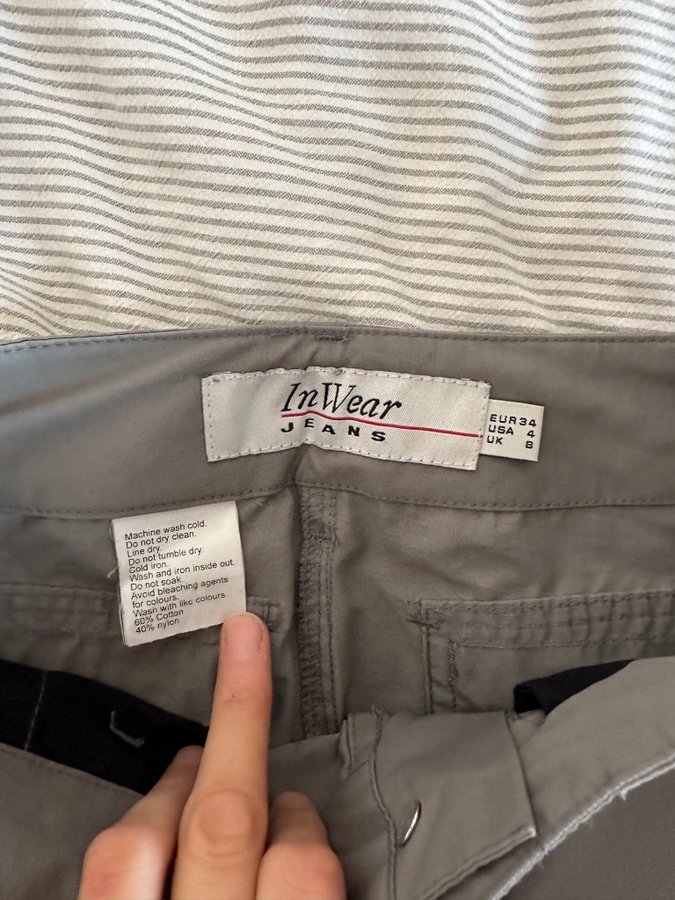 InWear
JEANS
EUR 34
USA 4
UK 8
Machine wash cold.
Do not dry clean.
Line dry.
Do not tumble dry.
Cold iron.
Wash and iron inside out.
Do not soak.
Avoid bleaching agents
for colours.
Wash with like colours.
60% Cotton
40% nylon